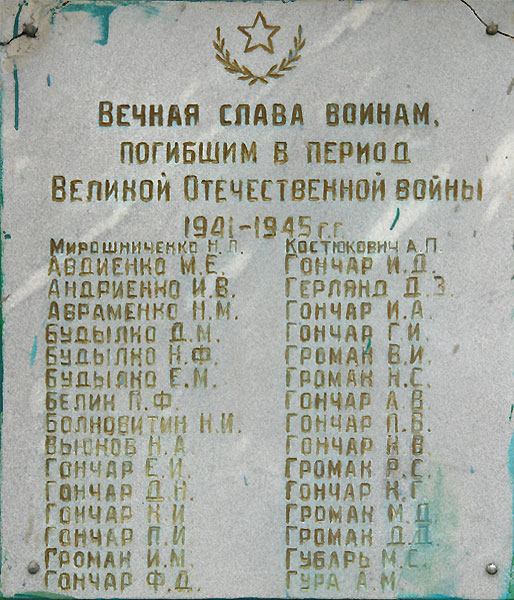 Вечная слава воинам,
погибшим в период
Великой Отечественной войны
1941-1945 г.г.
Мирошниченко Н.П.
Авдиенко М.Е.
Андриенко И.В.
Авраменко Н.М.
Будылко Д.М.
Будылко Н.Ф.
Будылко Е.М.
Белик П.Ф.
Болновитин Н.И.
Вьюков Н.А.
Гончар Е.И.
Гончар Д.Н.
Гончар К.И.
Гончар П.И.
Громак И.М.
Гончар Ф.Д.
Костюкович А.П.
Гончар И.Д.
Герлянд Д.З.
Гончар И.А.
Гончар Г.И.
Громак В.И.
Громак Н.С.
Гончар А.В.
Гончар П.В.
Гончар К.В.
Громак Р.С.
Гончар К.Г.
Громак М.Д.
Громак Д.Д.
Губарь М.С.
Гура А.М.